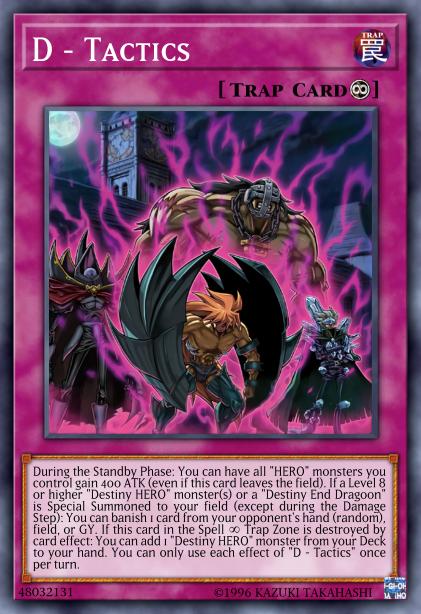 D - Tactics
TRAP
罠
[Trap Card∞]
During the Standby Phase: You can have all "HERO" monsters you
control gain 400 ATK (even if this card leaves the field). If a Level 8
or higher "Destiny HERO" monster(s) or a "Destiny End Dragoon"
is Special Summoned to your field (except during the Damage
Step): You can banish 1 card from your opponent's hand (random),
field, or GY. If this card in the Spell ∞ Trap Zone is destroyed by
card effect: You can add 1 "Destiny HERO" monster from your Deck
to your hand. You can only use each effect of "D - Tactics" once
per turn.
48032131
©1996 KAZUKI TAKAHASHI